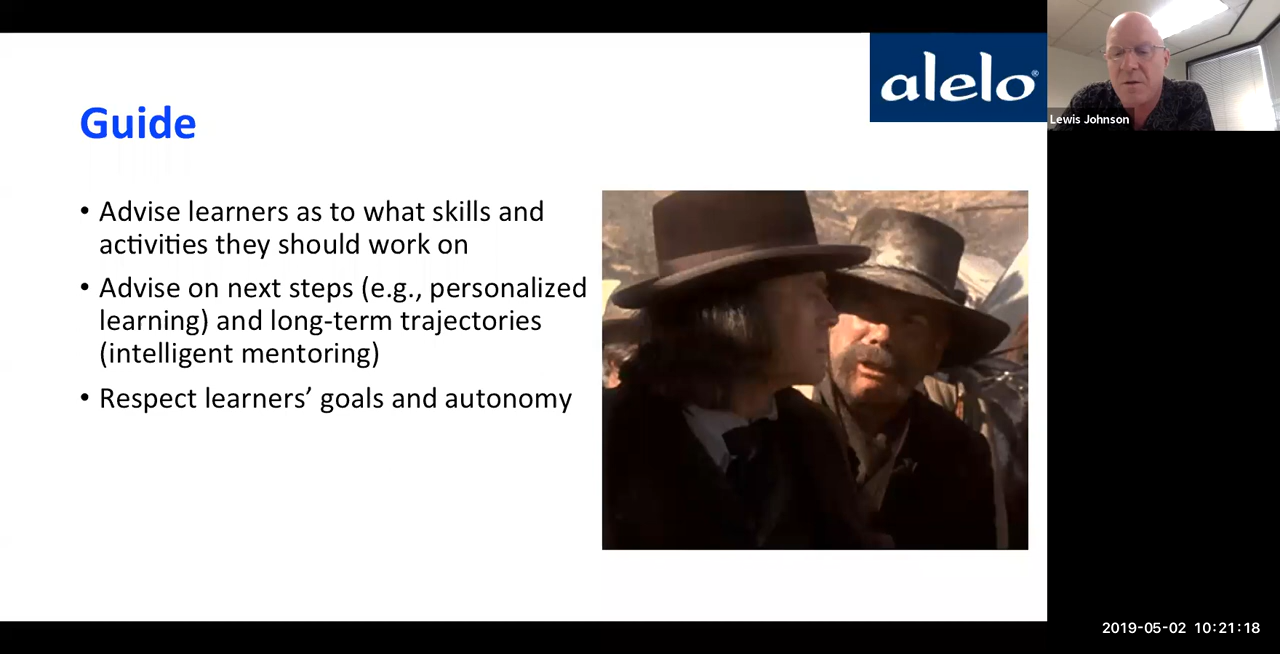 alelo®
Guide
• Advise learners as to what skills and
activities they should work on
• Advise on next steps (e.g., personalized
learning) and long-term trajectories
(intelligent mentoring)
• Respect learners’ goals and autonomy
Lewis Johnson
2019-05-02 10:21:18